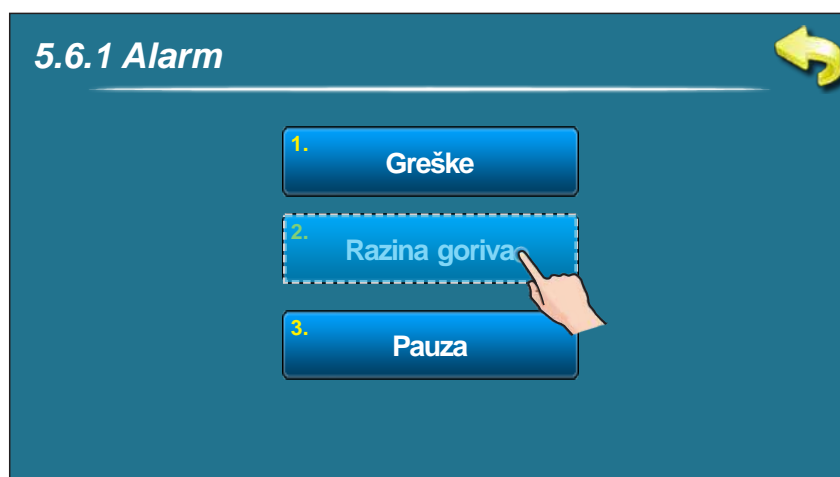 5.6.1 Alarm
1.
Greške
2.
Razina goriva
3.
Pauza